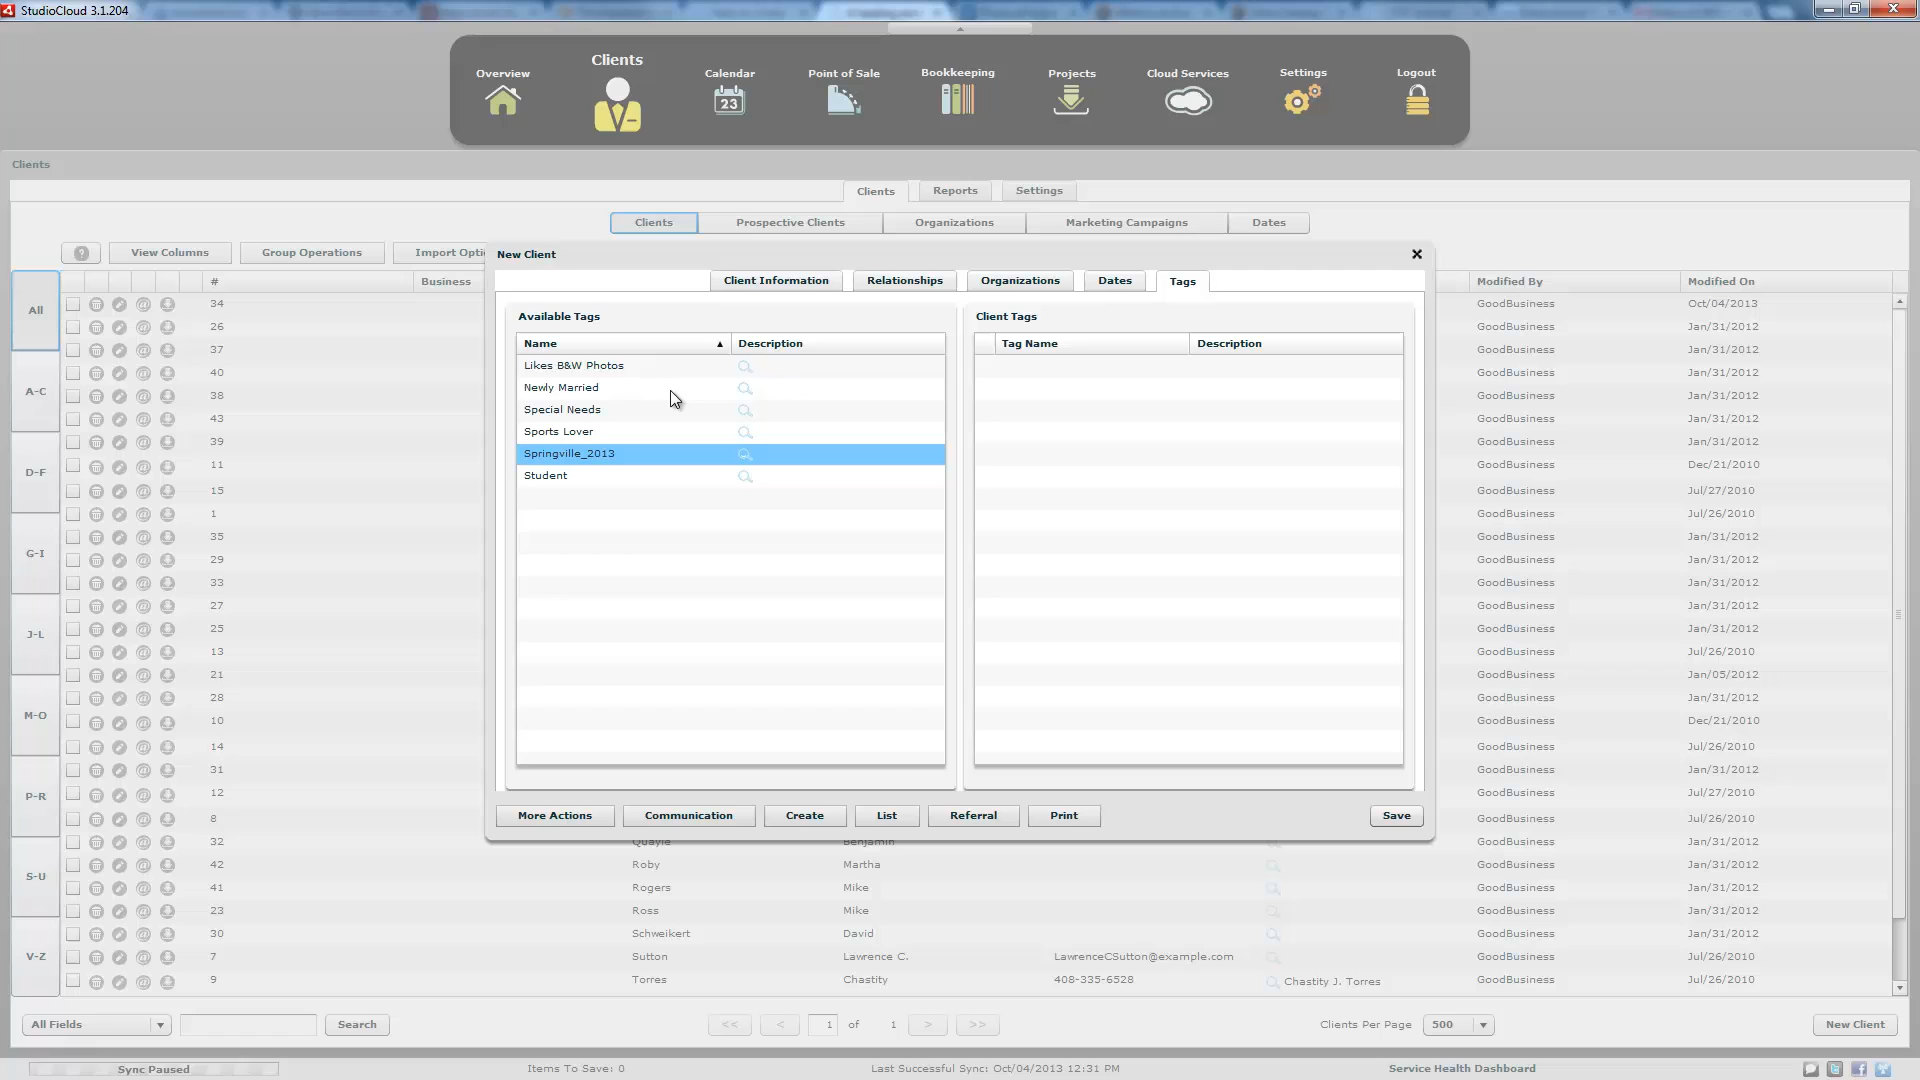 StudioCloud 3.1.204
Overview
Clients
Calendar
23
Point of Sale
Bookkeeping
Projects
Cloud Services
Settings
Logout
Clients
Clients
Reports
Settings
Clients
Prospective Clients
Organizations
Marketing Campaigns
Dates
?
View Columns
Group Operations
Import Opti
New Client
Client Information
Relationships
Organizations
Dates
Tags
Available Tags
Name
Description
Likes B&W Photos
Newly Married
Special Needs
Sports Lover
Springville_2013
Student
Client Tags
Tag Name
Description
More Actions
Communication
Create
List
Referral
Print
Save
All
A-C
D-F
G-I
J-L
M-O
P-R
S-U
V-Z
# Business Modified By Modified On
34 GoodBusiness Oct/04/2013
26 GoodBusiness Jan/31/2012
37 GoodBusiness Jan/31/2012
40 GoodBusiness Jan/31/2012
38 GoodBusiness Jan/31/2012
43 GoodBusiness Jan/31/2012
39 GoodBusiness Jan/31/2012
11 GoodBusiness Dec/21/2010
15 GoodBusiness Jul/27/2010
1 GoodBusiness Jul/26/2010
35 GoodBusiness Jan/31/2012
29 GoodBusiness Jan/31/2012
33 GoodBusiness Jan/31/2012
27 GoodBusiness Jan/31/2012
25 GoodBusiness Jan/31/2012
13 GoodBusiness Jul/26/2010
21 GoodBusiness Jan/05/2012
28 GoodBusiness Jan/31/2012
10 GoodBusiness Dec/21/2010
14 GoodBusiness Jul/26/2010
31 GoodBusiness Jan/31/2012
12 GoodBusiness Jul/27/2010
8 GoodBusiness Jul/26/2010
32 Quayle Benjamin GoodBusiness Jan/31/2012
42 Roby Martha GoodBusiness Jan/31/2012
41 Rogers Mike GoodBusiness Jan/31/2012
23 Ross Mike GoodBusiness Jan/31/2012
30 Schweikert David GoodBusiness Jan/31/2012
7 Sutton Lawrence C. LawrenceCSutton@example.com GoodBusiness Jul/26/2010
9 Torres Chastity 408-335-6528 Chastity J. Torres GoodBusiness Jul/26/2010
All Fields
Search
<< < 1 of 1 > >>
Clients Per Page 500
New Client
Sync Paused
Items To Save: 0
Last Successful Sync: Oct/04/2013 12:31 PM
Service Health Dashboard